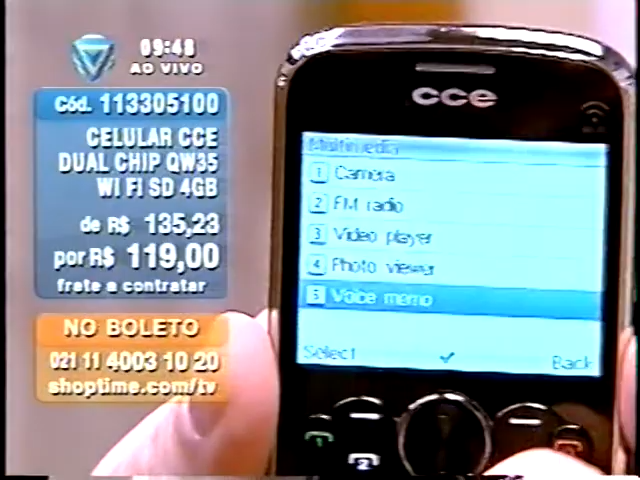 09:48
AO VIVO
Cód. 113305100
CELULAR CCE
DUAL CHIP QW35
WI FI SD 4GB
de R$ 135,23
por R$ 119,00
frete a contratar
NO BOLETO
021 11 4003 10 20
shoptime.com/tv
cce
Multimedia
1 Camera
2 FM radio
3 Video player
4 Photo viewer
5 Voice memo
Select
Back
1
2